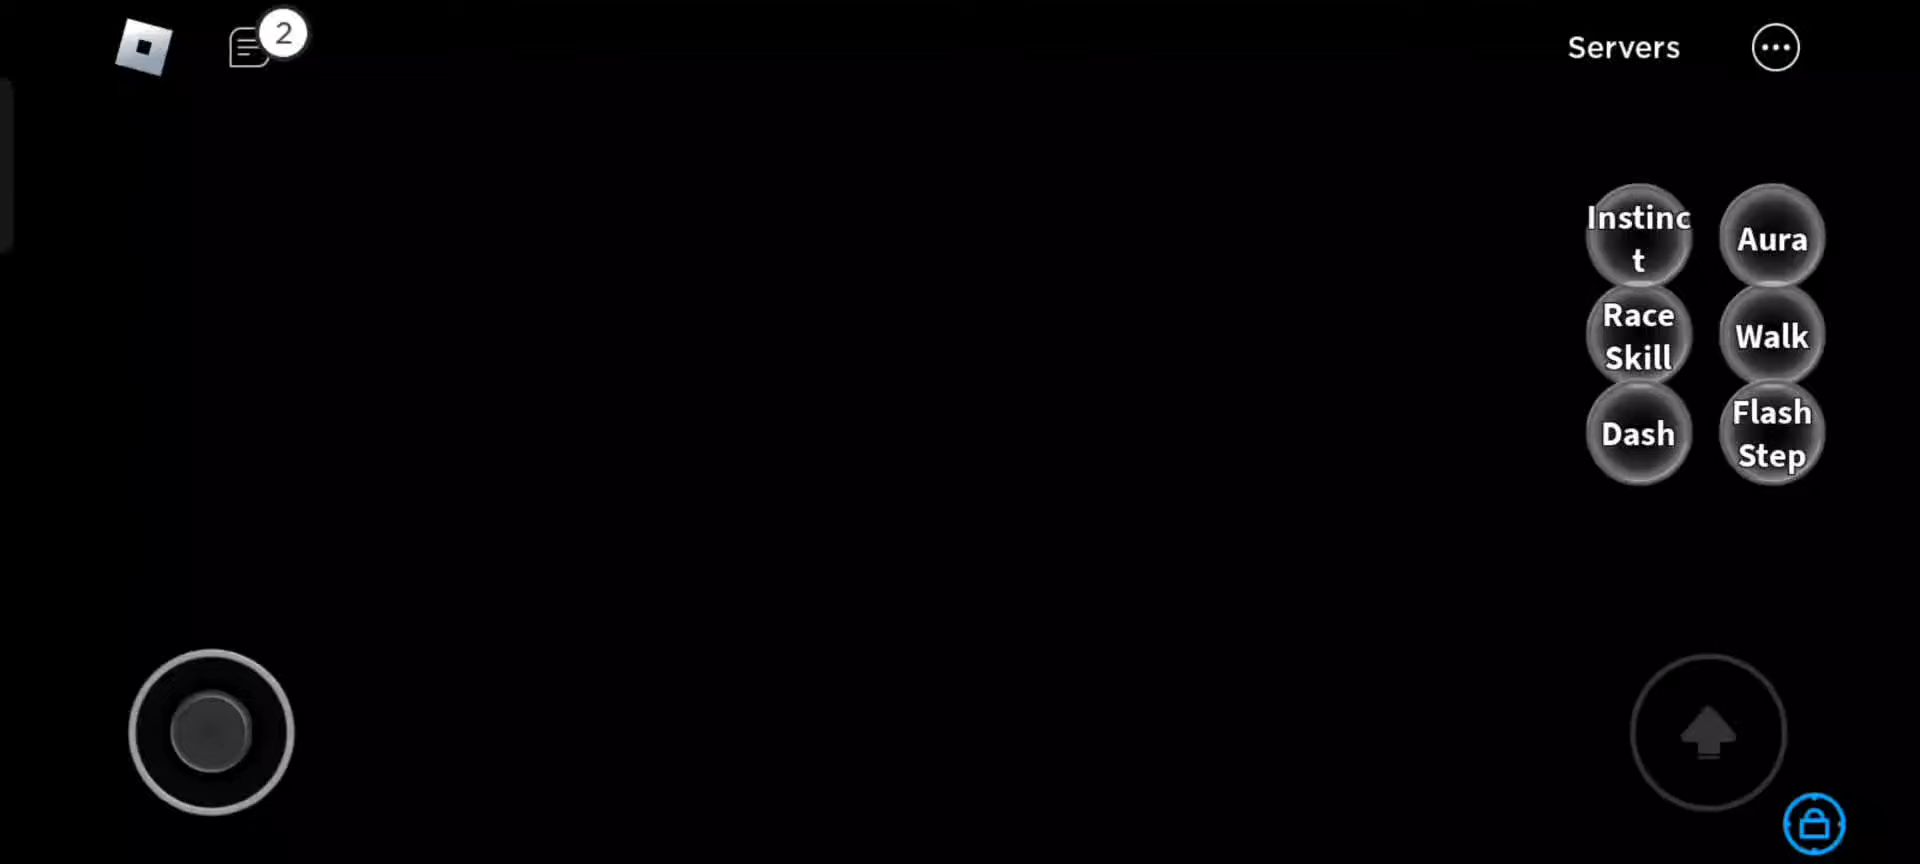 2
Servers
Instinc
t
Aura
Race
Skill
Walk
Dash
Flash
Step